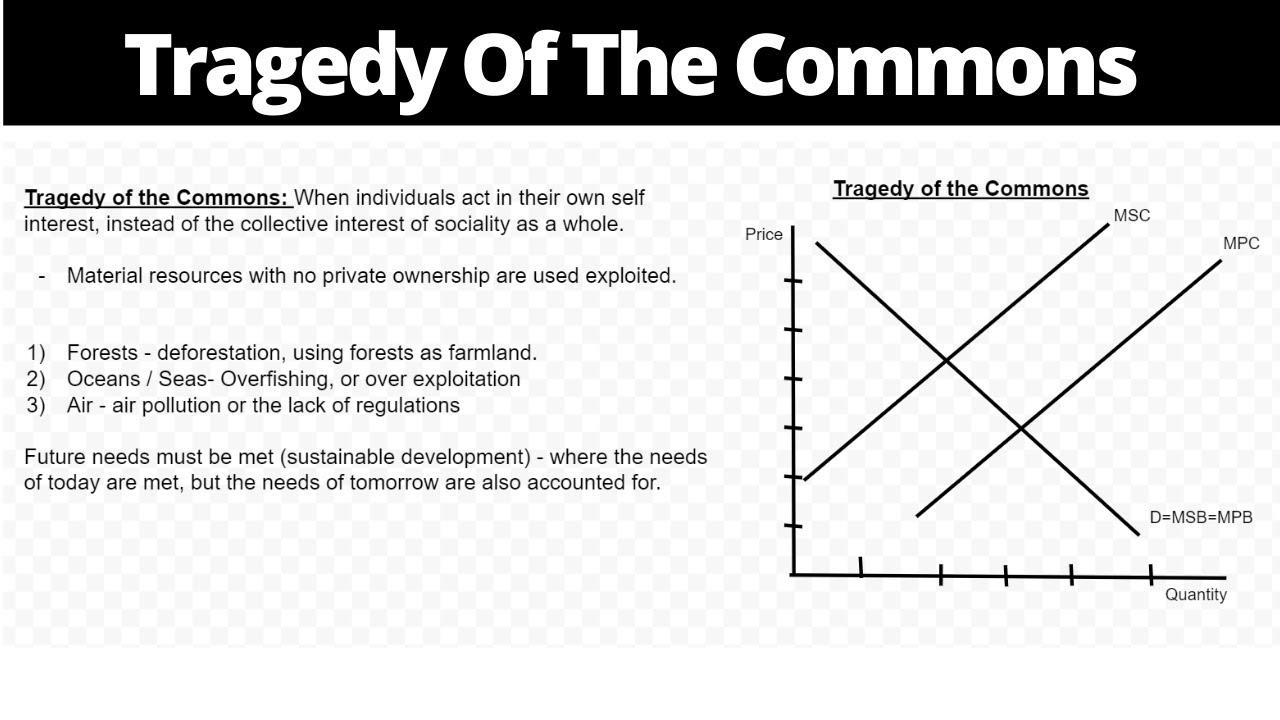 Tragedy Of The Commons
Tragedy of the Commons: When individuals act in their own self
interest, instead of the collective interest of sociality as a whole.
- Material resources with no private ownership are used exploited.
1) Forests - deforestation, using forests as farmland.
2) Oceans / Seas- Overfishing, or over exploitation
3) Air - air pollution or the lack of regulations
Future needs must be met (sustainable development) - where the needs
of today are met, but the needs of tomorrow are also accounted for.
Tragedy of the Commons
MSC
Price
MPC
D=MSB=MPB
Quantity